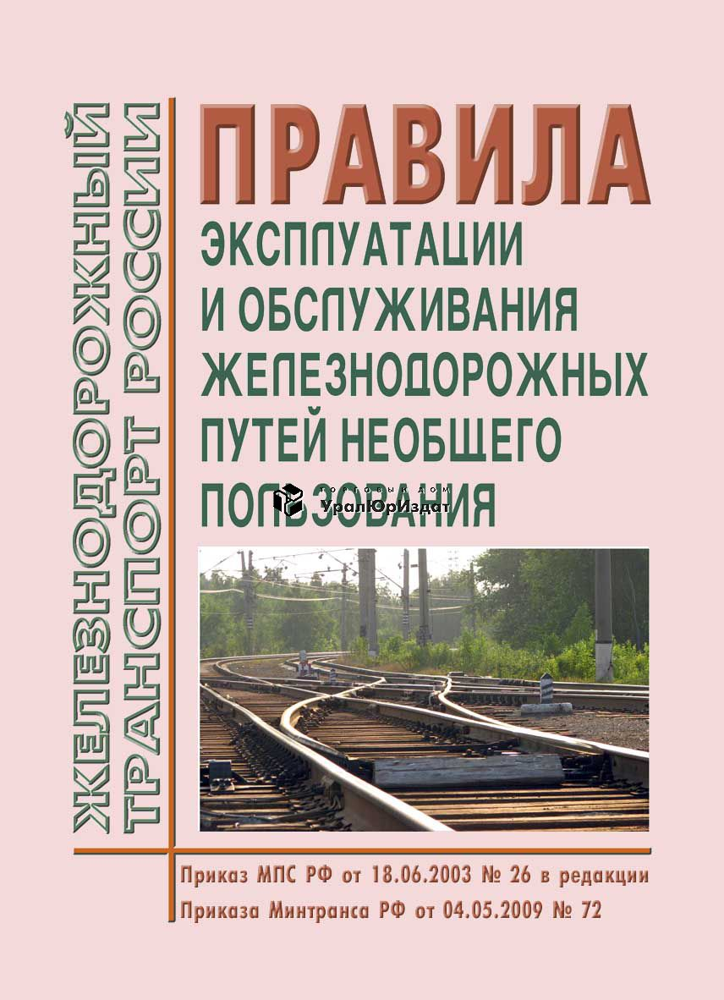 ЖЕЛЕЗНОДОРОЖНЫЙ
ТРАНСПОРТ РОССИИ
ПРАВИЛА
ЭКСПЛУАТАЦИИ
И ОБСЛУЖИВАНИЯ
ЖЕЛЕЗНОДОРОЖНЫХ
ПУТЕЙ НЕОБЩЕГО
ПОЛЬЗОВАНИЯ
ТОРГОВЫЙ ДОМ
УралЮрИздат
Приказ МПС РФ от 18.06.2003 № 26 в редакции
Приказа Минтранса РФ от 04.05.2009 № 72